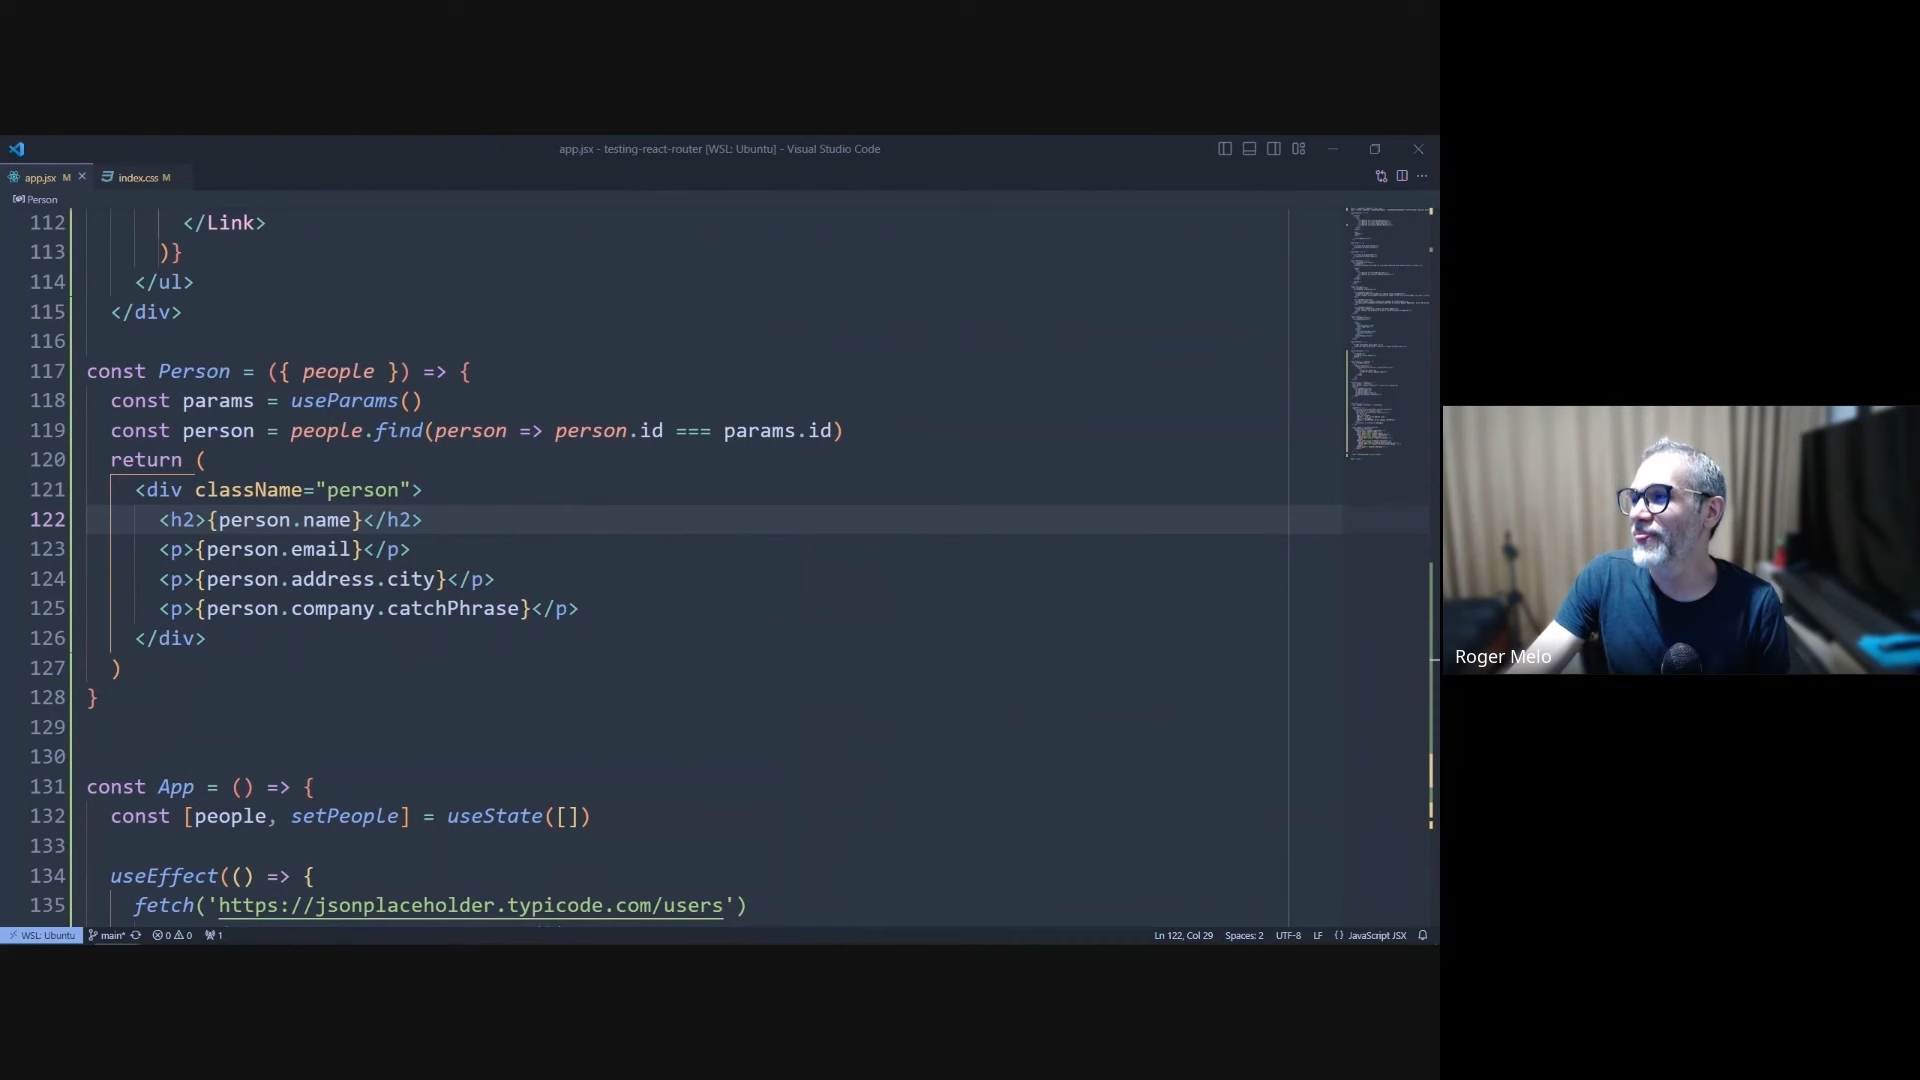 app.jsx - testing-react-router [WSL: Ubuntu] - Visual Studio Code
app.jsx M
index.css M
Person
112 </Link>
113 )}
114 </ul>
115 </div>
116
117 const Person = ({ people }) => {
118 const params = useParams()
119 const person = people.find(person => person.id === params.id)
120 return (
121 <div className="person">
122 <h2>{person.name}</h2>
123 <p>{person.email}</p>
124 <p>{person.address.city}</p>
125 <p>{person.company.catchPhrase}</p>
126 </div>
127 )
128 }
129
130
131 const App = () => {
132 const [people, setPeople] = useState([])
133
134 useEffect(() => {
135 fetch('https://jsonplaceholder.typicode.com/users')
WSL: Ubuntu main* 0 0 1 Ln 122, Col 29 Spaces: 2 UTF-8 LF {} JavaScript JSX
Roger Melo